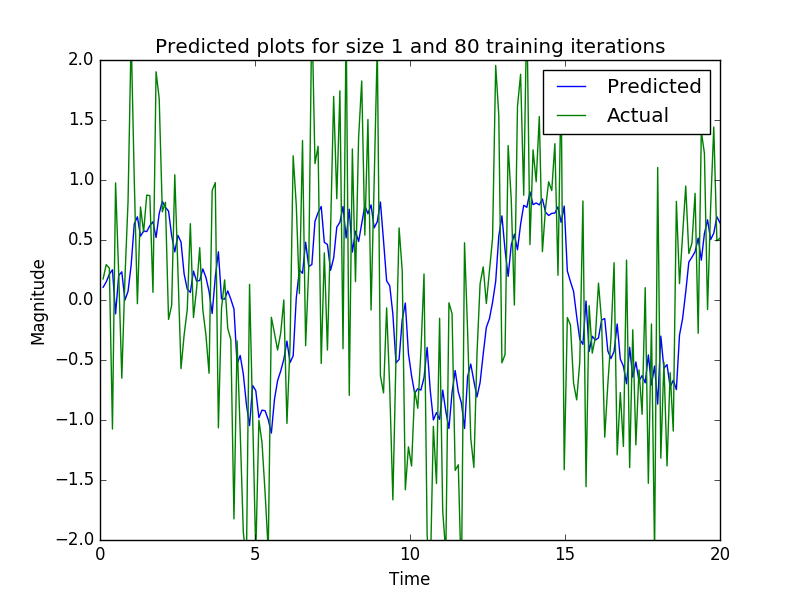 Predicted plots for size 1 and 80 training iterations
Predicted
Actual
2.0
1.5
1.0
0.5
0.0
−0.5
−1.0
−1.5
−2.0
Magnitude
0 5 10 15 20
Time